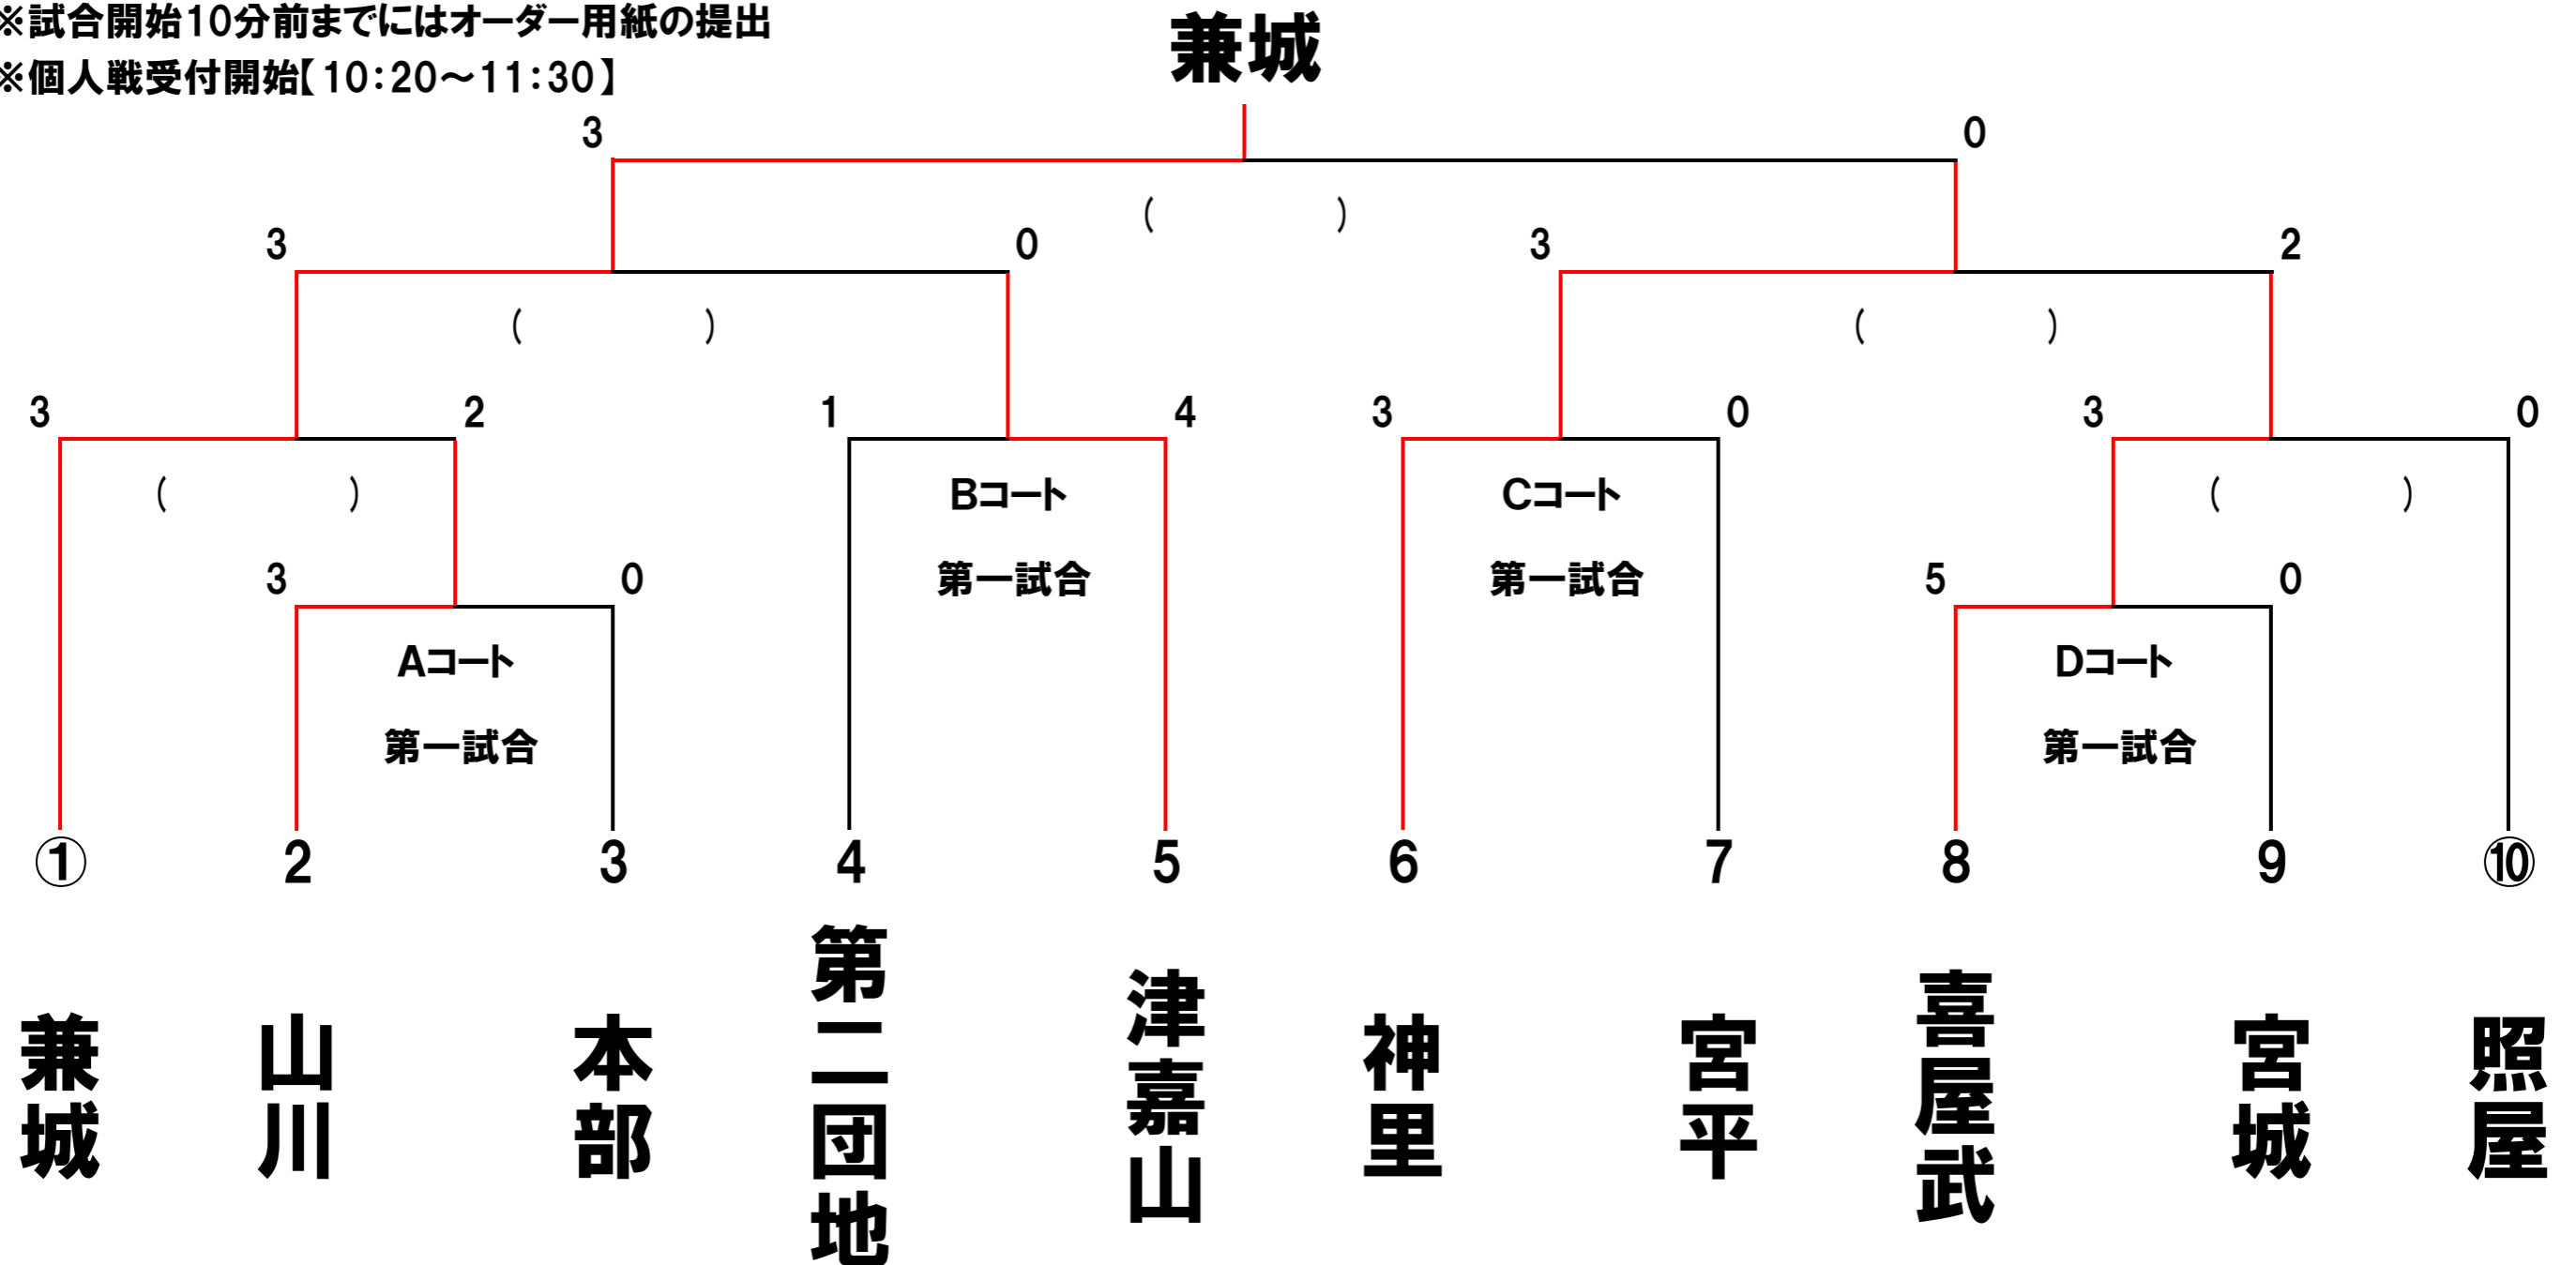 ※試合開始10分前までにはオーダー用紙の提出
※個人戦受付開始【10:20～11:30】
兼城
3 0
( )
3 0 3 2
( ) ( )
3 2 1 4 3 0 3 0
( ) Bコート Cコート ( )
3 0 第一試合 第一試合 5 0
Aコート Dコート
第一試合 第一試合
① 2 3 4 5 6 7 8 9 ⑩
兼城
山川
本部
第二団地
津嘉山
神里
宮平
喜屋武
宮城
照屋